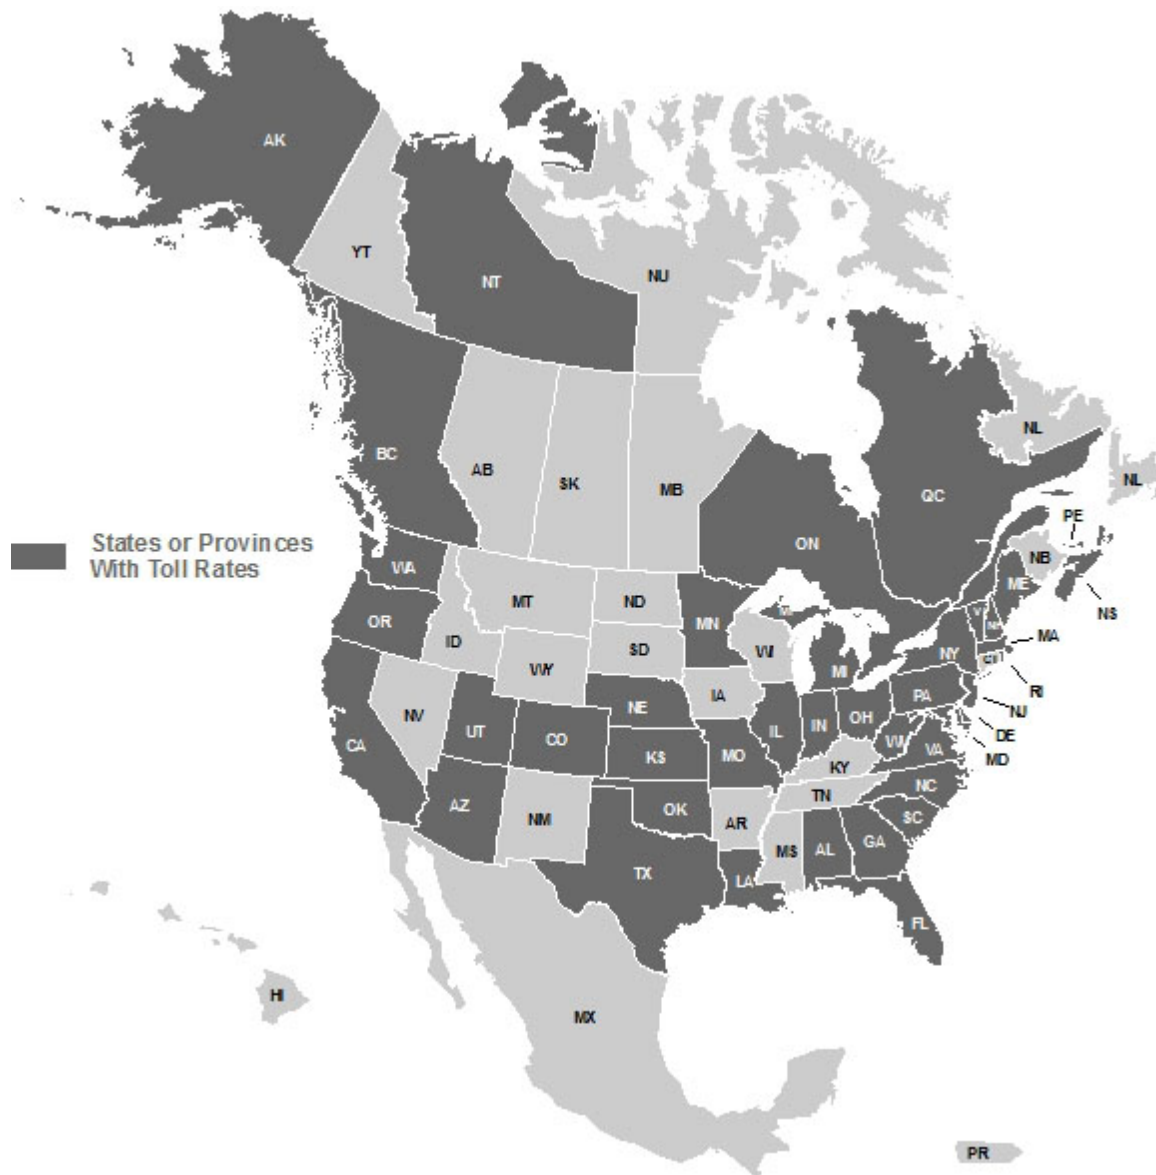 AK
YT
NT
NU
BC
AB
SK
MB
NL
NL
QC
ON
PE
NB
ME
NS
States or Provinces
With Toll Rates
WA
MT
ND
MN
MI
NH
MA
OR
ID
WY
SD
WI
MI
NY
CT
RI
NV
NE
IA
PA
NJ
CA
UT
CO
IL
IN
OH
WV
VA
DE
MD
KS
MO
KY
AZ
NM
OK
AR
TN
NC
SC
TX
LA
MS
AL
GA
FL
HI
MX
PR